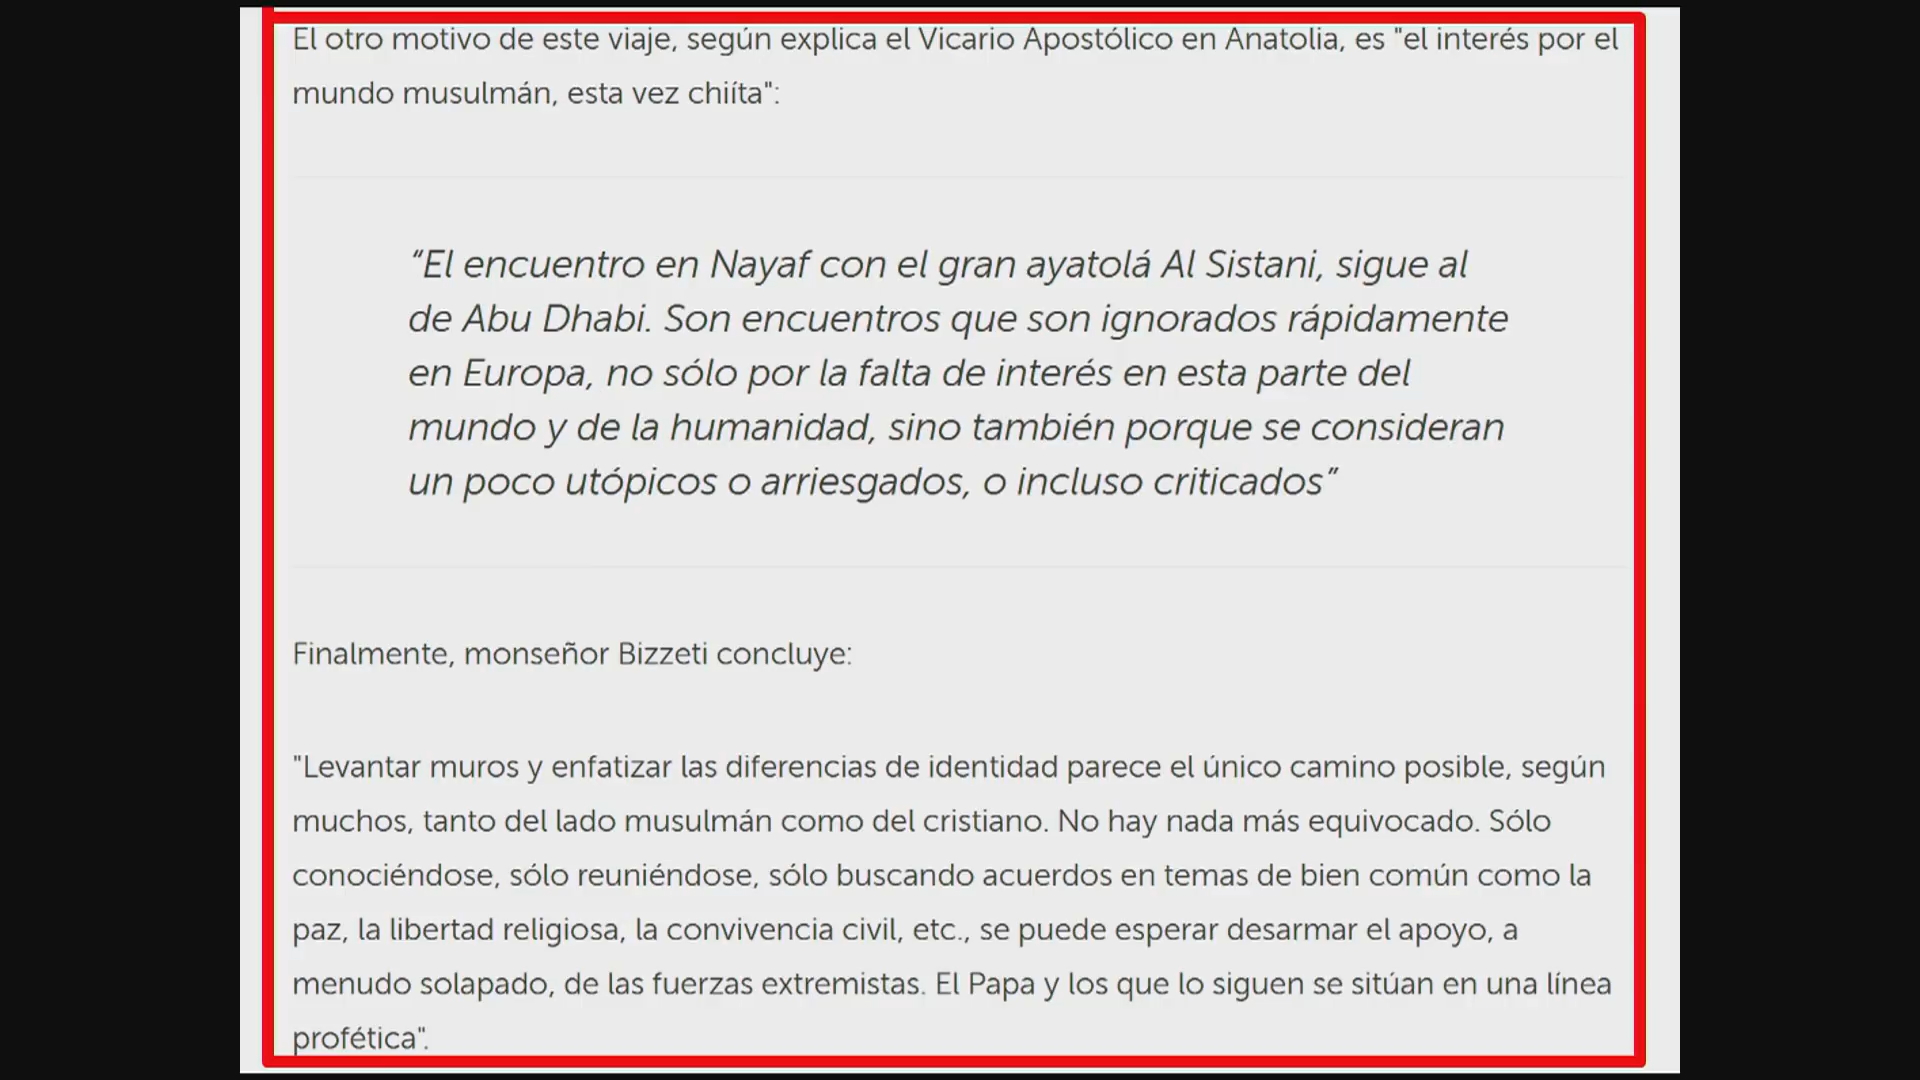 El otro motivo de este viaje, según explica el Vicario Apostólico en Anatolia, es "el interés por el
mundo musulmán, esta vez chiíta":
“El encuentro en Nayaf con el gran ayatolá Al Sistani, sigue al
de Abu Dhabi. Son encuentros que son ignorados rápidamente
en Europa, no sólo por la falta de interés en esta parte del
mundo y de la humanidad, sino también porque se consideran
un poco utópicos o arriesgados, o incluso criticados”
Finalmente, monseñor Bizzeti concluye:
"Levantar muros y enfatizar las diferencias de identidad parece el único camino posible, según
muchos, tanto del lado musulmán como del cristiano. No hay nada más equivocado. Sólo
conociéndose, sólo reuniéndose, sólo buscando acuerdos en temas de bien común como la
paz, la libertad religiosa, la convivencia civil, etc., se puede esperar desarmar el apoyo, a
menudo solapado, de las fuerzas extremistas. El Papa y los que lo siguen se sitúan en una línea
profética".